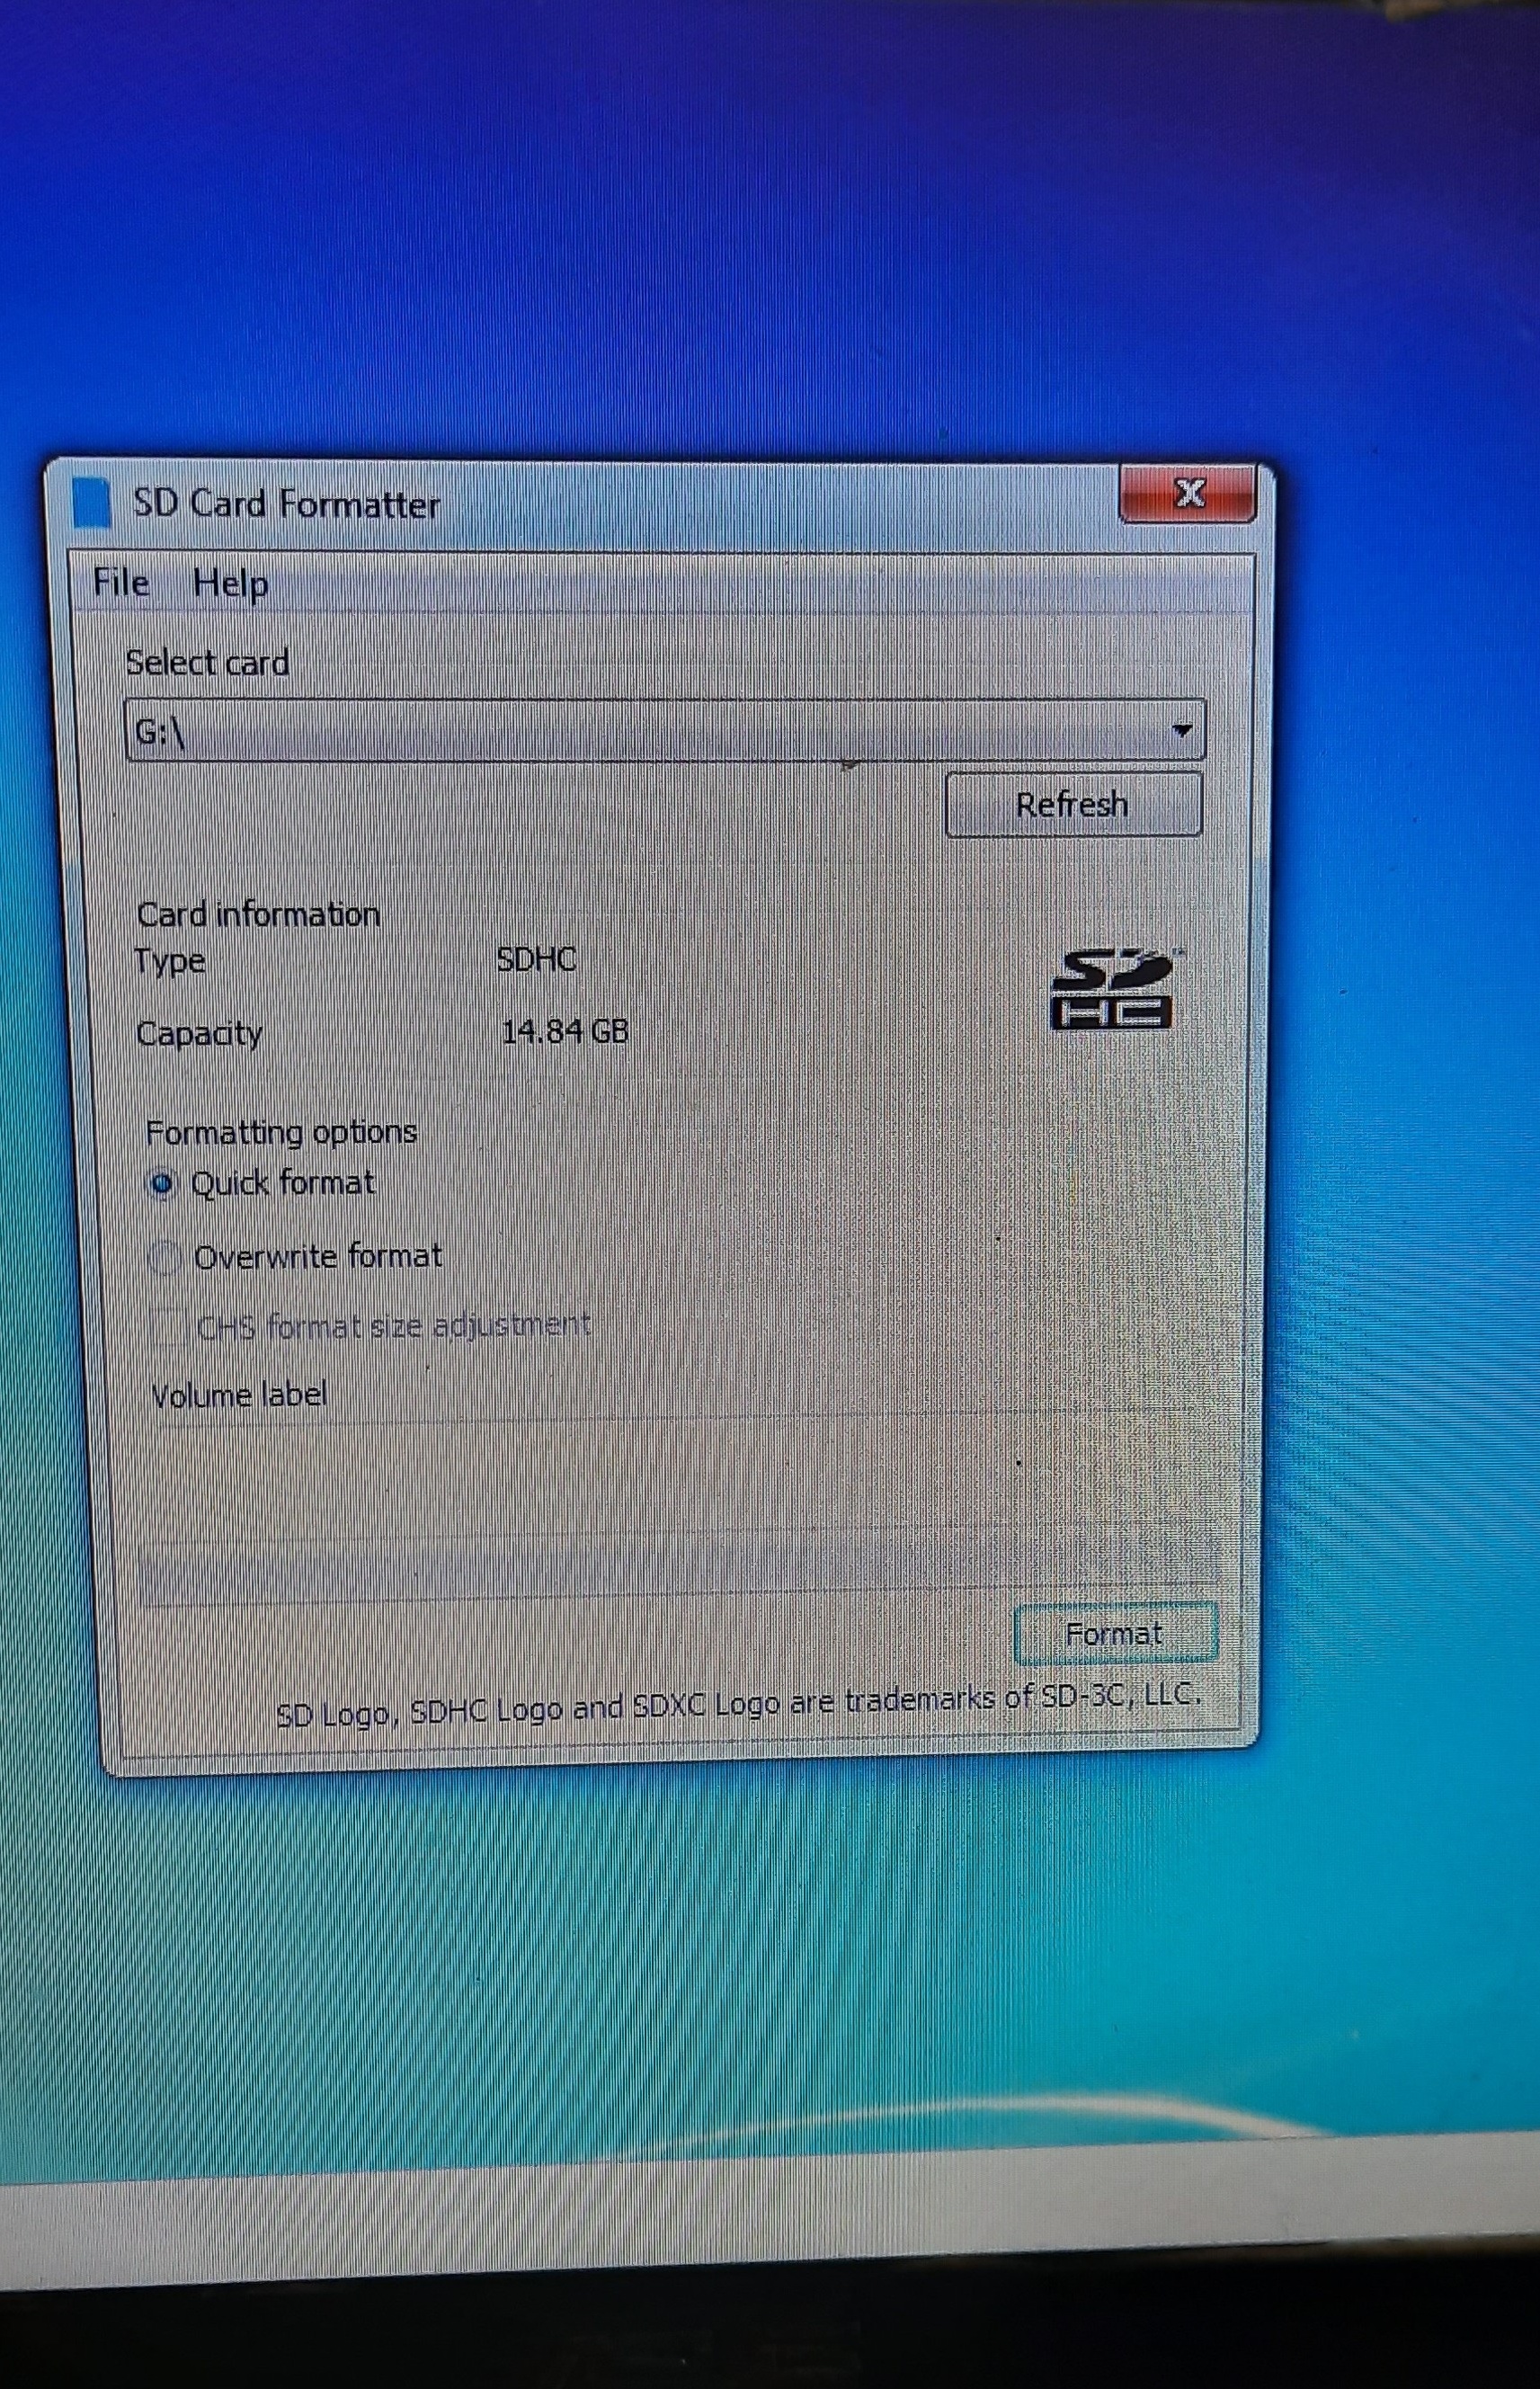 SD Card Formatter
X
File Help
Select card
G:\
Refresh
Card information
Type SDHC
SD
HC
Capacity 14.84 GB
Formatting options
Quick format
Overwrite format
CHS format size adjustment
Volume label
Format
SD Logo, SDHC Logo and SDXC Logo are trademarks of SD-3C, LLC.